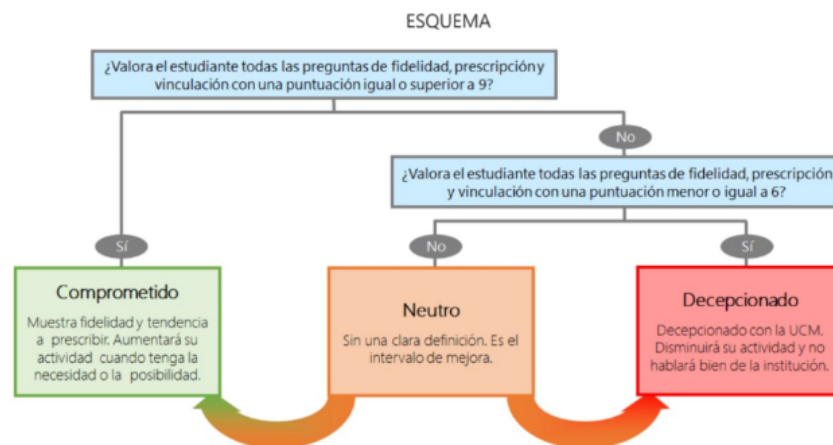 ESQUEMA
¿Valora el estudiante todas las preguntas de fidelidad, prescripción y
vinculación con una puntuación igual o superior a 9?
No
¿Valora el estudiante todas las preguntas de fidelidad, prescripción
y vinculación con una puntuación menor o igual a 6?
Sí
No
Sí
Comprometido
Muestra fidelidad y tendencia
a prescribir. Aumentará su
actividad cuando tenga la
necesidad o la posibilidad.
Neutro
Sin una clara definición. Es el
intervalo de mejora.
Decepcionado
Decepcionado con la UCM.
Disminuirá su actividad y no
hablará bien de la institución.